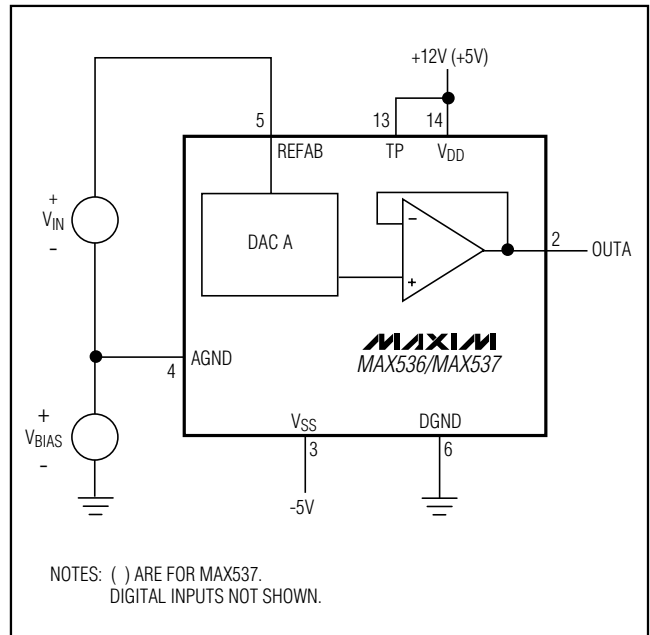 +12V (+5V)
5
13
14
REFAB
TP
VDD
+
VIN
-
DAC A
-
+
2
OUTA
MAXIM
MAX536/MAX537
AGND
4
+
VBIAS
-
VSS
DGND
3
6
-5V
NOTES: ( ) ARE FOR MAX537.
DIGITAL INPUTS NOT SHOWN.